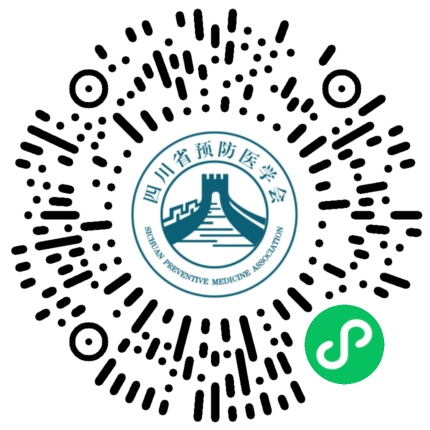 四川省预防医学会
SICHUAN PREVENTIVE MEDICINE ASSOCIATION